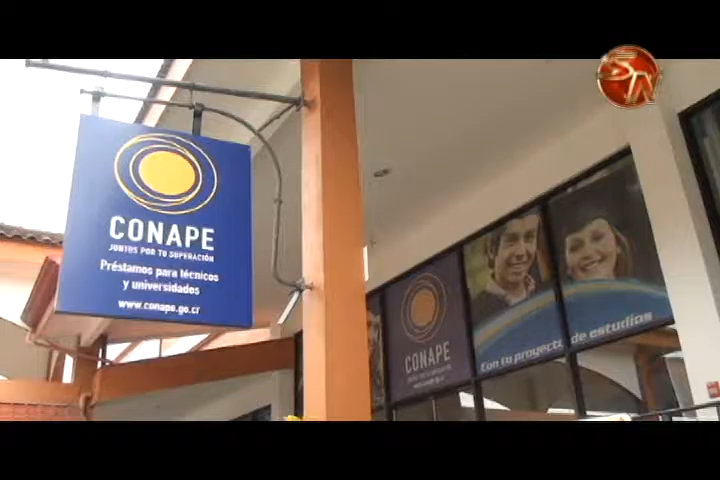 CONAPE
JUNTOS POR TU SUPERACIÓN
Préstamos para técnicos
y universidades
www.conape.go.cr
CONAPE
Con tu proyecto de estudios